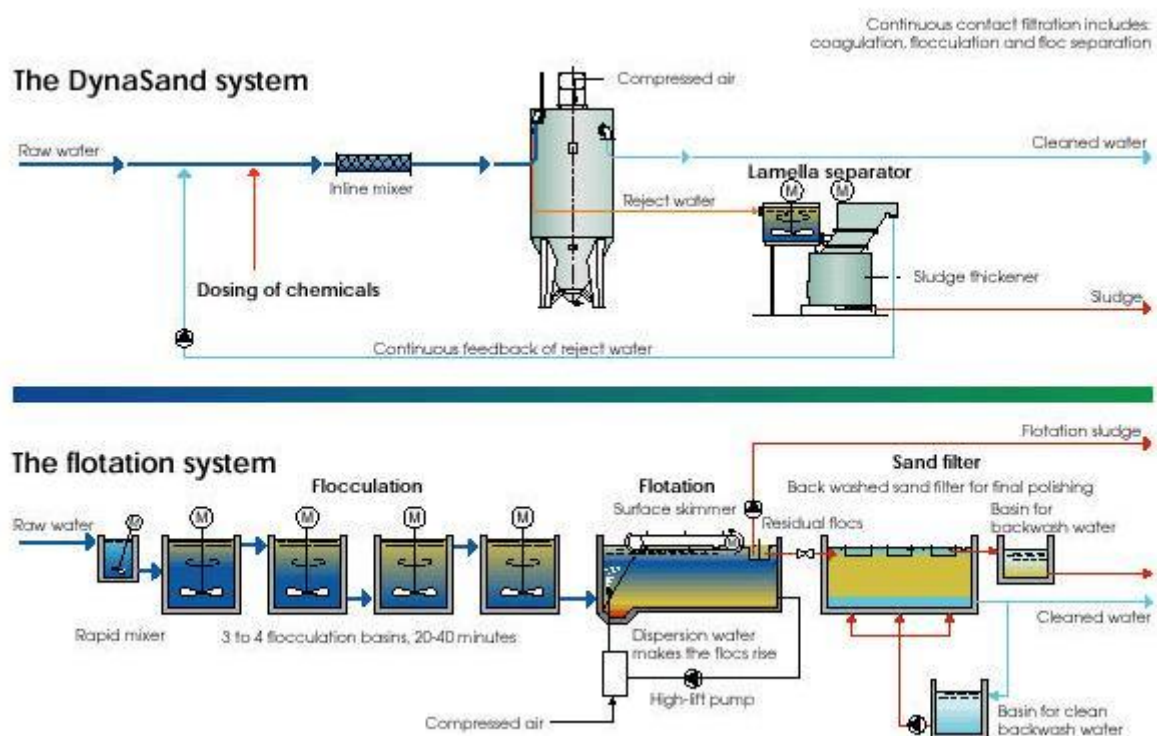 Continuous contact filtration includes:
coagulation, flocculation and floc separation
The DynaSand system
Compressed air
Raw water
Cleaned water
Inline mixer
Lamella separator
M
M
Reject water
Dosing of chemicals
Sludge thickener
Sludge
Continuous feedback of reject water
Flotation sludge
The flotation system
Sand filter
Flocculation
Flotation
Back washed sand filter for final polishing
Surface skimmer
Basin for
backwash water
Raw water
M
M
M
M
M
M
Residual flocs
Cleaned water
Rapid mixer
3 to 4 flocculation basins, 20-40 minutes
Dispersion water
makes the flocs rise
High-lift pump
Compressed air
Basin for clean
backwash water